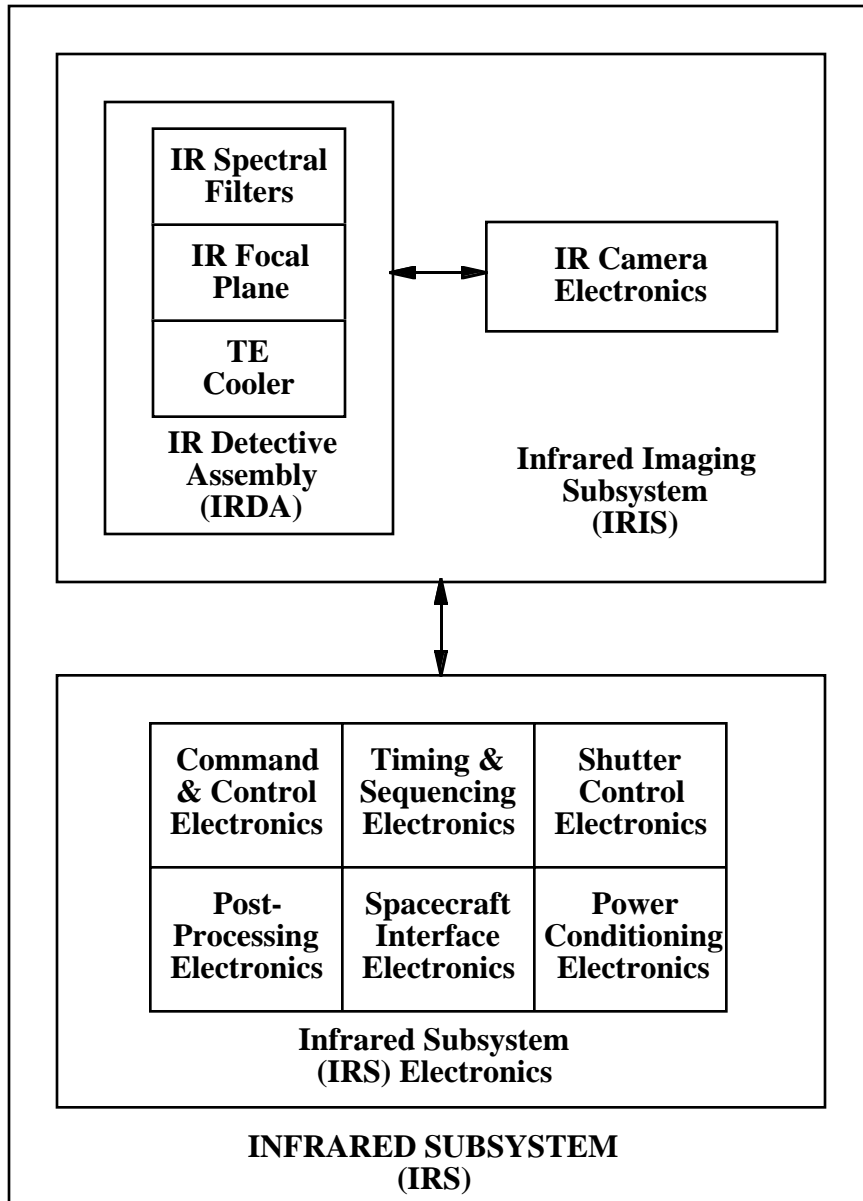 IR Spectral
Filters
IR Focal
Plane
TE
Cooler
IR Detective
Assembly
(IRDA)
IR Camera
Electronics
Infrared Imaging
Subsystem
(IRIS)
Command
& Control
Electronics
Timing &
Sequencing
Electronics
Shutter
Control
Electronics
Post-
Processing
Electronics
Spacecraft
Interface
Electronics
Power
Conditioning
Electronics
Infrared Subsystem
(IRS) Electronics
INFRARED SUBSYSTEM
(IRS)